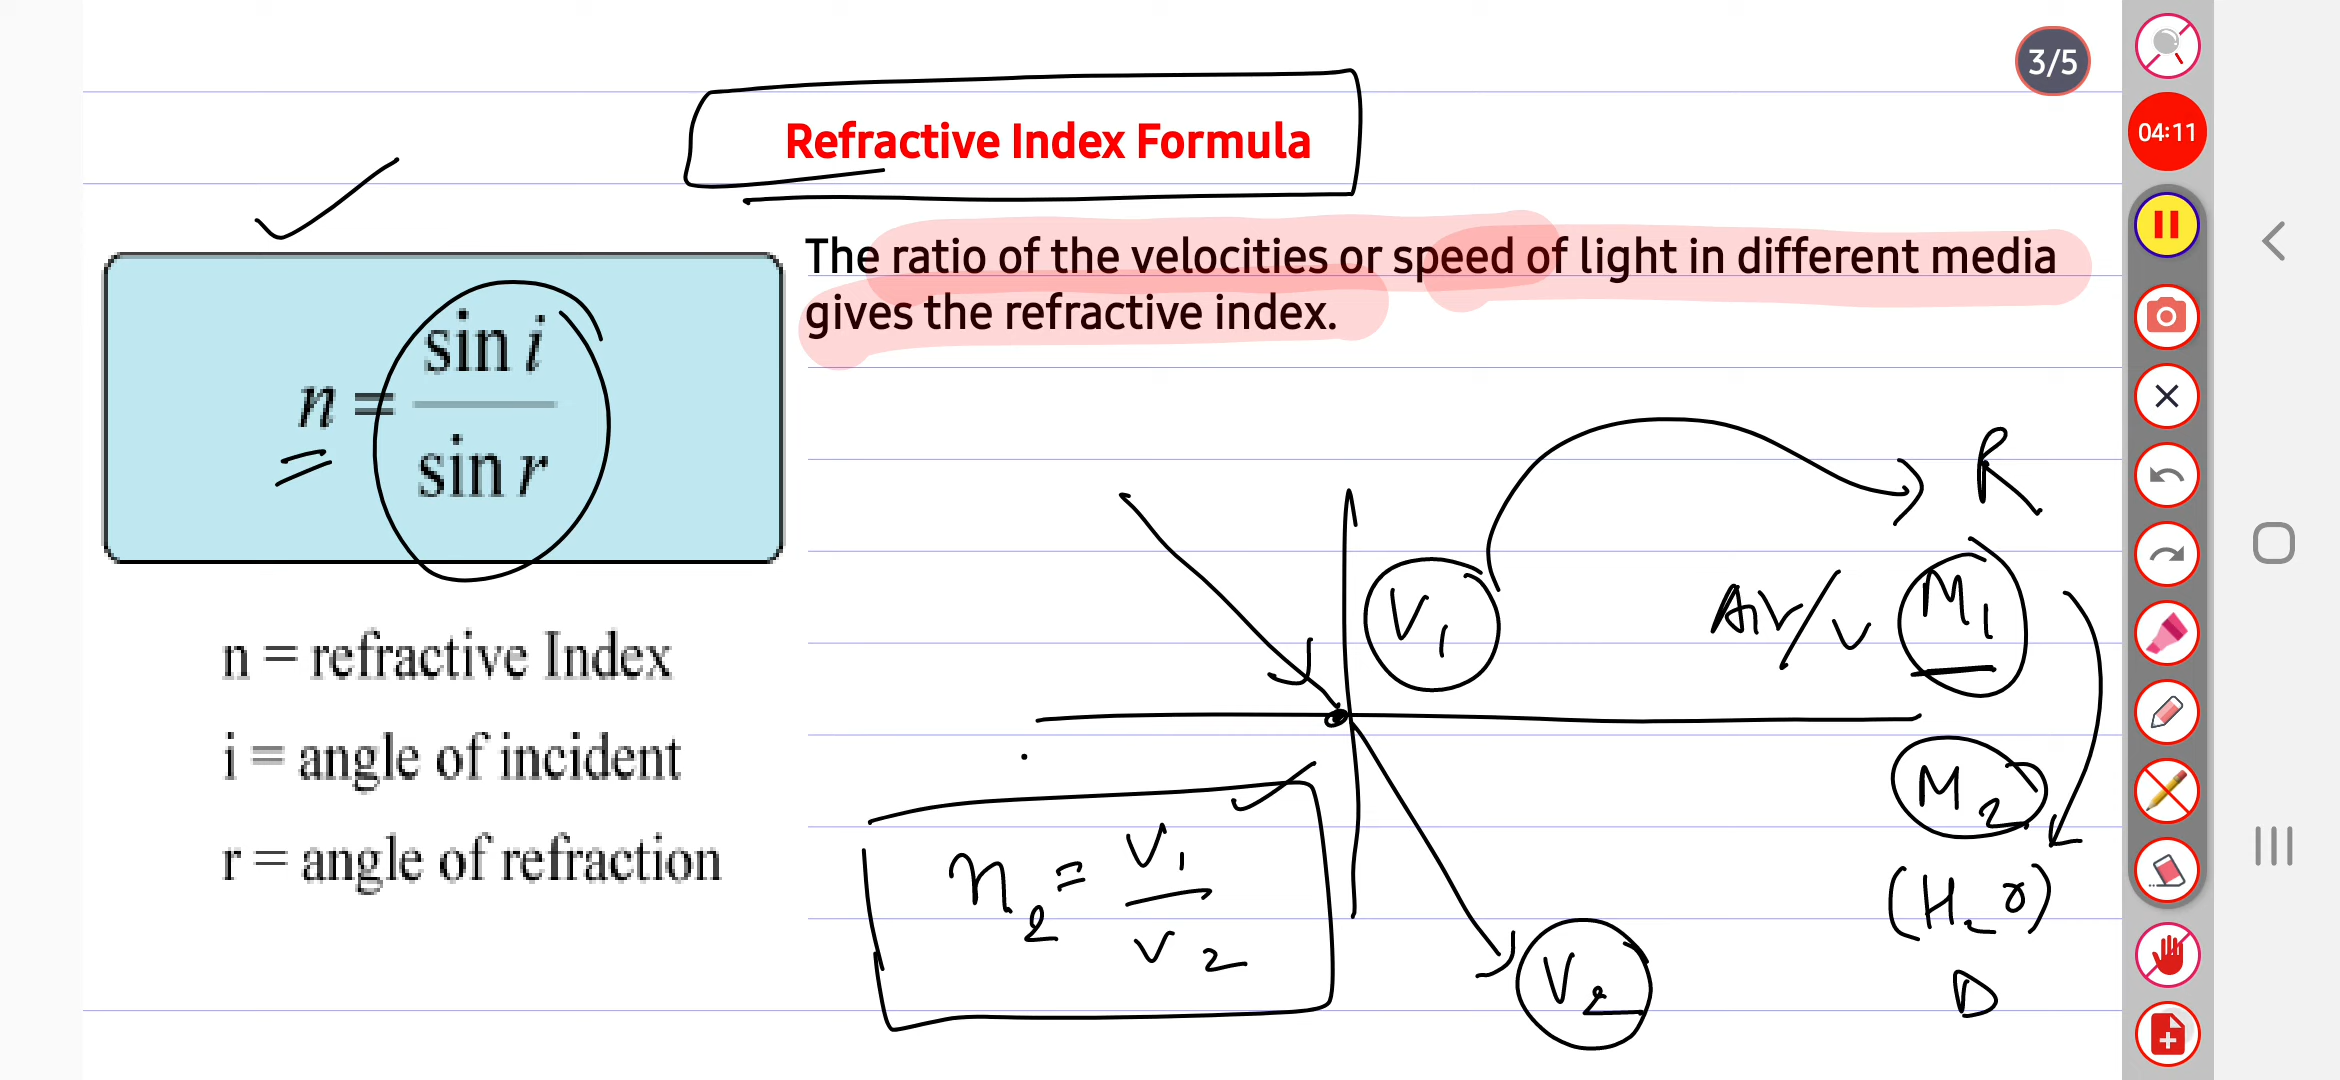 3/5
04:11
Refractive Index Formula
The ratio of the velocities or speed of light in different media
gives the refractive index.
n = sin i / sin r
n = refractive Index
i = angle of incident
r = angle of refraction
R
V1
Air/V M1
M2
n2 = V1 / V2
(H2O)
V2
D